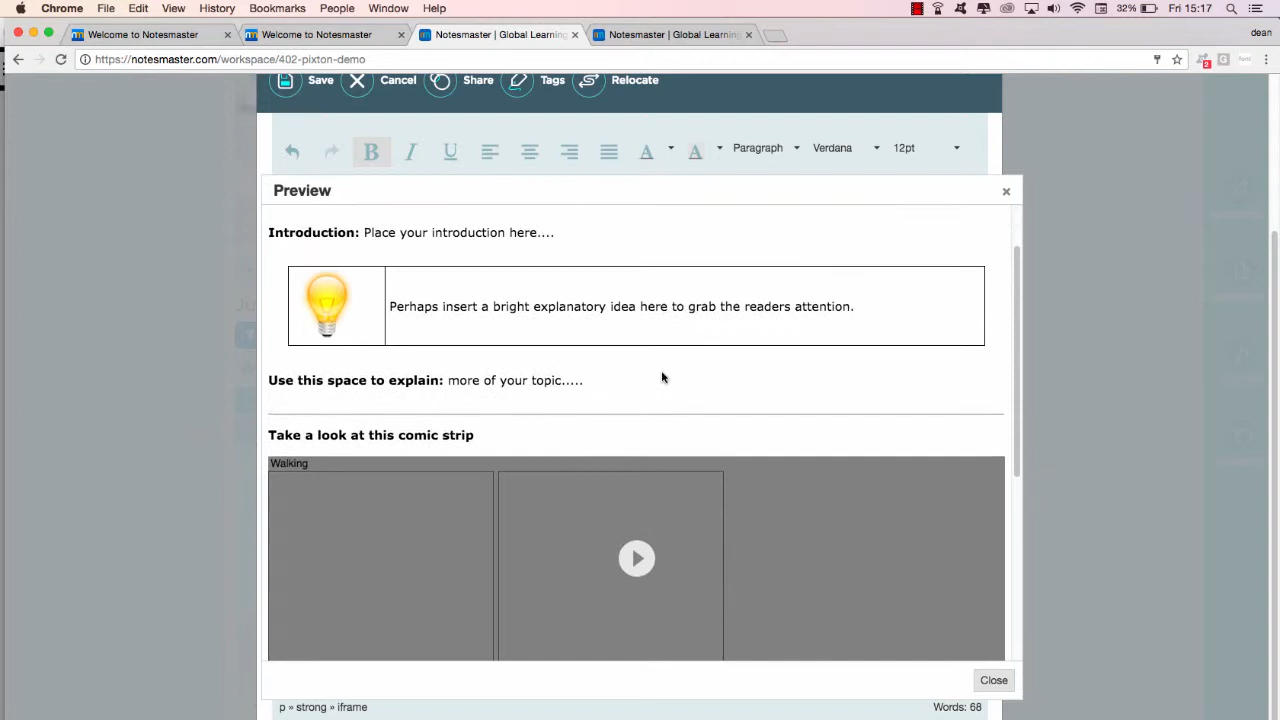 Chrome File Edit View History Bookmarks People Window Help 32% Fri 15:17
Welcome to Notesmaster Welcome to Notesmaster Notesmaster | Global Learning Notesmaster | Global Learning dean
https://notesmaster.com/workspace/402-pixton-demo
Save Cancel Share Tags Relocate
B I U A A Paragraph Verdana 12pt
Preview
Introduction: Place your introduction here....
Perhaps insert a bright explanatory idea here to grab the readers attention.
Use this space to explain: more of your topic.....
Take a look at this comic strip
Walking
Close
p » strong » iframe Words: 68